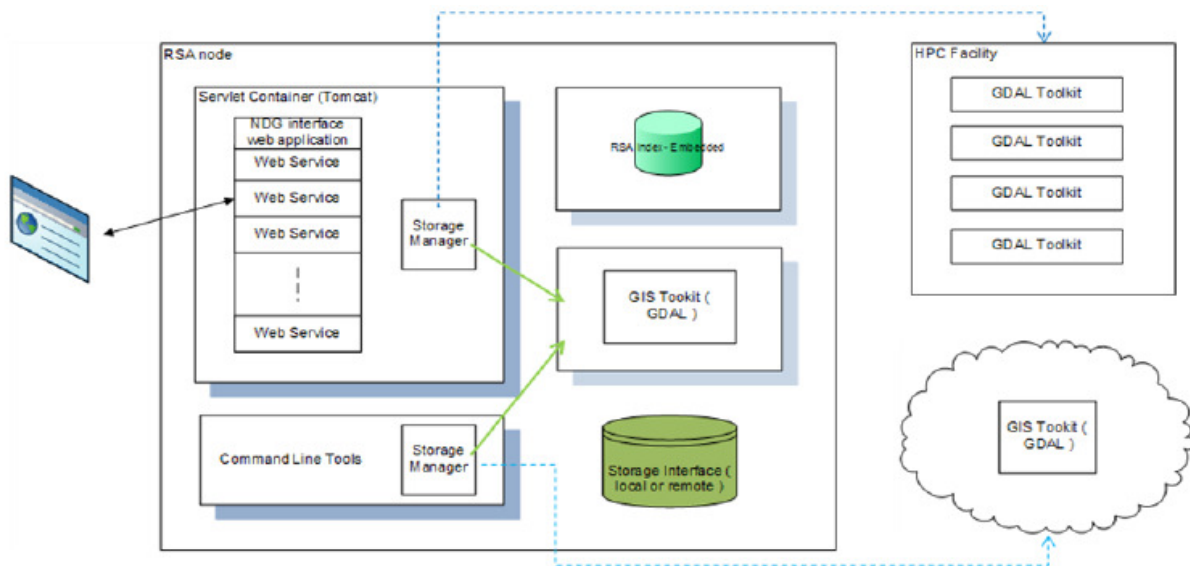 RSA node
Servlet Container (Tomcat)
NDG interface
web application
Web Service
Web Service
Web Service
Web Service
Storage
Manager
RSA Index - Embedded
GIS Tookit (
GDAL )
Command Line Tools
Storage
Manager
Storage Interface (
local or remote )
HPC Facility
GDAL Toolkit
GDAL Toolkit
GDAL Toolkit
GDAL Toolkit
GIS Tookit (
GDAL )